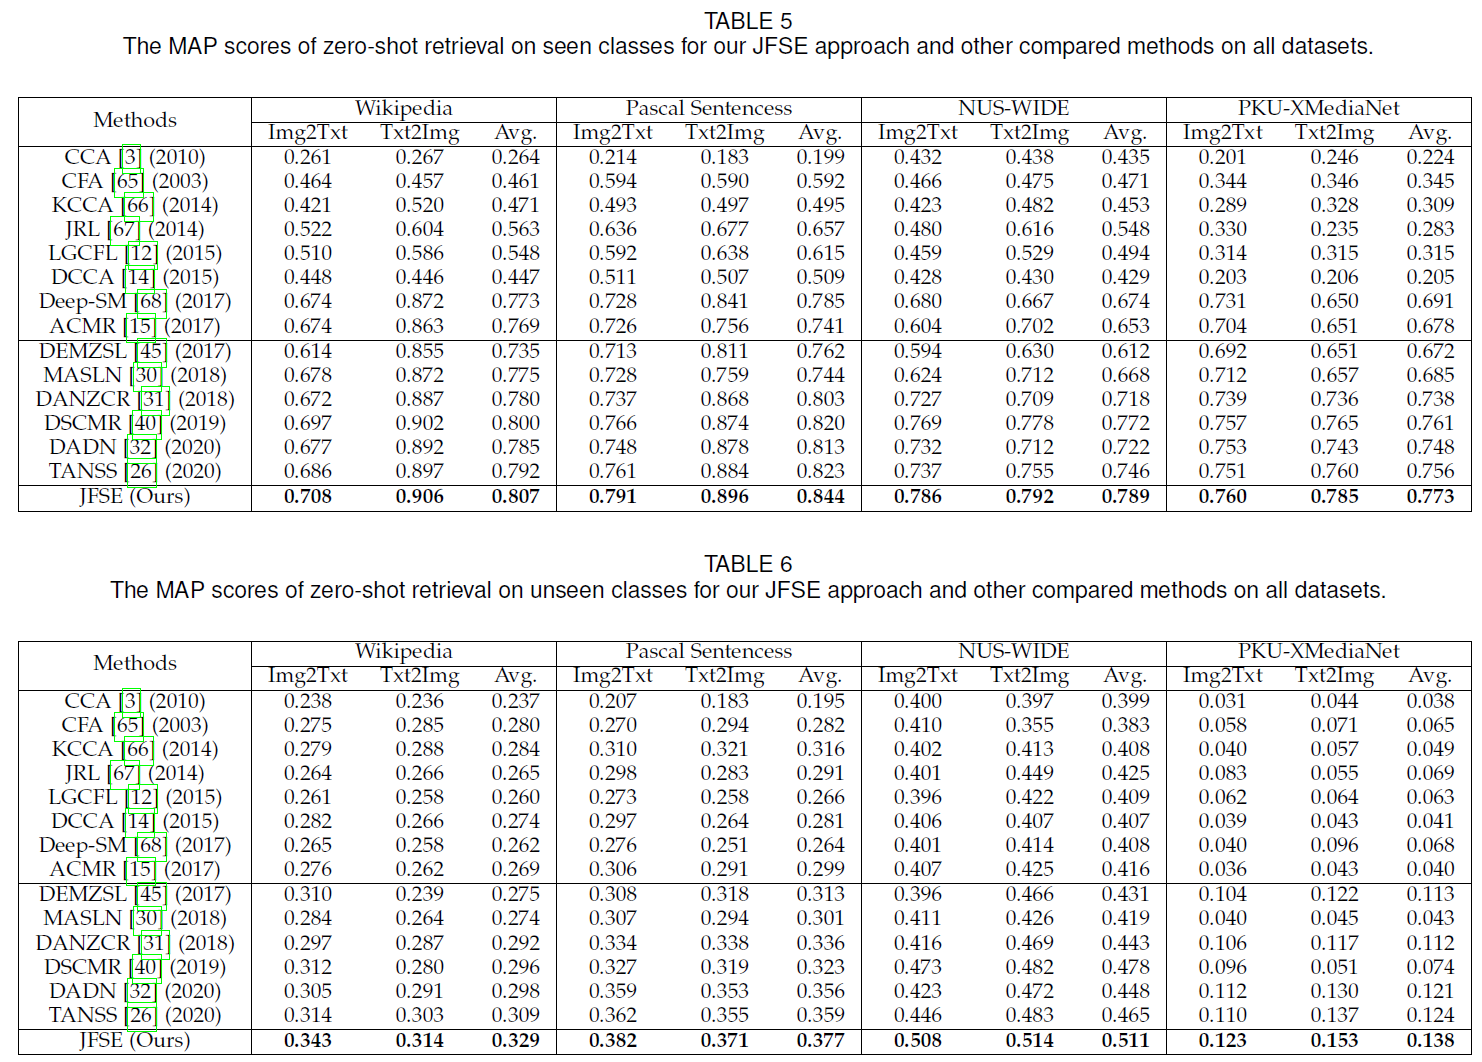 TABLE 5
The MAP scores of zero-shot retrieval on seen classes for our JFSE approach and other compared methods on all datasets.
Methods Wikipedia Pascal Sentencess NUS-WIDE PKU-XMediaNet
Img2Txt Txt2Img Avg. Img2Txt Txt2Img Avg. Img2Txt Txt2Img Avg. Img2Txt Txt2Img Avg.
CCA [3] (2010) 0.261 0.267 0.264 0.214 0.183 0.199 0.432 0.438 0.435 0.201 0.246 0.224
CFA [65] (2003) 0.464 0.457 0.461 0.594 0.590 0.592 0.466 0.475 0.471 0.344 0.346 0.345
KCCA [66] (2014) 0.421 0.520 0.471 0.493 0.497 0.495 0.423 0.482 0.453 0.289 0.328 0.309
JRL [67] (2014) 0.522 0.604 0.563 0.636 0.677 0.657 0.480 0.616 0.548 0.330 0.235 0.283
LGCFL [12] (2015) 0.510 0.586 0.548 0.592 0.638 0.615 0.459 0.529 0.494 0.314 0.315 0.315
DCCA [14] (2015) 0.448 0.446 0.447 0.511 0.507 0.509 0.428 0.430 0.429 0.203 0.206 0.205
Deep-SM [68] (2017) 0.674 0.872 0.773 0.728 0.841 0.785 0.680 0.667 0.674 0.731 0.650 0.691
ACMR [15] (2017) 0.674 0.863 0.769 0.726 0.756 0.741 0.604 0.702 0.653 0.704 0.651 0.678
DEMZSL [45] (2017) 0.614 0.855 0.735 0.713 0.811 0.762 0.594 0.630 0.612 0.692 0.651 0.672
MASLN [30] (2018) 0.678 0.872 0.775 0.728 0.759 0.744 0.624 0.712 0.668 0.712 0.657 0.685
DANZCR [31] (2018) 0.672 0.887 0.780 0.737 0.868 0.803 0.727 0.709 0.718 0.739 0.736 0.738
DSCMR [40] (2019) 0.697 0.902 0.800 0.766 0.874 0.820 0.769 0.778 0.772 0.757 0.765 0.761
DADN [32] (2020) 0.677 0.892 0.785 0.748 0.878 0.813 0.732 0.712 0.722 0.753 0.743 0.748
TANSS [26] (2020) 0.686 0.897 0.792 0.761 0.884 0.823 0.737 0.755 0.746 0.751 0.760 0.756
JFSE (Ours) 0.708 0.906 0.807 0.791 0.896 0.844 0.786 0.792 0.789 0.760 0.785 0.773
TABLE 6
The MAP scores of zero-shot retrieval on unseen classes for our JFSE approach and other compared methods on all datasets.
Methods Wikipedia Pascal Sentencess NUS-WIDE PKU-XMediaNet
Img2Txt Txt2Img Avg. Img2Txt Txt2Img Avg. Img2Txt Txt2Img Avg. Img2Txt Txt2Img Avg.
CCA [3] (2010) 0.238 0.236 0.237 0.207 0.183 0.195 0.400 0.397 0.399 0.031 0.044 0.038
CFA [65] (2003) 0.275 0.285 0.280 0.270 0.294 0.282 0.410 0.355 0.383 0.058 0.071 0.065
KCCA [66] (2014) 0.279 0.288 0.284 0.310 0.321 0.316 0.402 0.413 0.408 0.040 0.057 0.049
JRL [67] (2014) 0.264 0.266 0.265 0.298 0.283 0.291 0.401 0.449 0.425 0.083 0.055 0.069
LGCFL [12] (2015) 0.261 0.258 0.260 0.273 0.258 0.266 0.396 0.422 0.409 0.062 0.064 0.063
DCCA [14] (2015) 0.282 0.266 0.274 0.297 0.264 0.281 0.406 0.407 0.407 0.039 0.043 0.041
Deep-SM [68] (2017) 0.265 0.258 0.262 0.276 0.251 0.264 0.401 0.414 0.408 0.040 0.096 0.068
ACMR [15] (2017) 0.276 0.262 0.269 0.306 0.291 0.299 0.407 0.425 0.416 0.036 0.043 0.040
DEMZSL [45] (2017) 0.310 0.239 0.275 0.308 0.318 0.313 0.396 0.466 0.431 0.104 0.122 0.113
MASLN [30] (2018) 0.284 0.264 0.274 0.307 0.294 0.301 0.411 0.426 0.419 0.040 0.045 0.043
DANZCR [31] (2018) 0.297 0.287 0.292 0.334 0.338 0.336 0.416 0.469 0.443 0.106 0.117 0.112
DSCMR [40] (2019) 0.312 0.280 0.296 0.327 0.319 0.323 0.473 0.482 0.478 0.096 0.051 0.074
DADN [32] (2020) 0.305 0.291 0.298 0.359 0.353 0.356 0.423 0.472 0.448 0.112 0.130 0.121
TANSS [26] (2020) 0.314 0.303 0.309 0.362 0.355 0.359 0.446 0.483 0.465 0.110 0.137 0.124
JFSE (Ours) 0.343 0.314 0.329 0.382 0.371 0.377 0.508 0.514 0.511 0.123 0.153 0.138